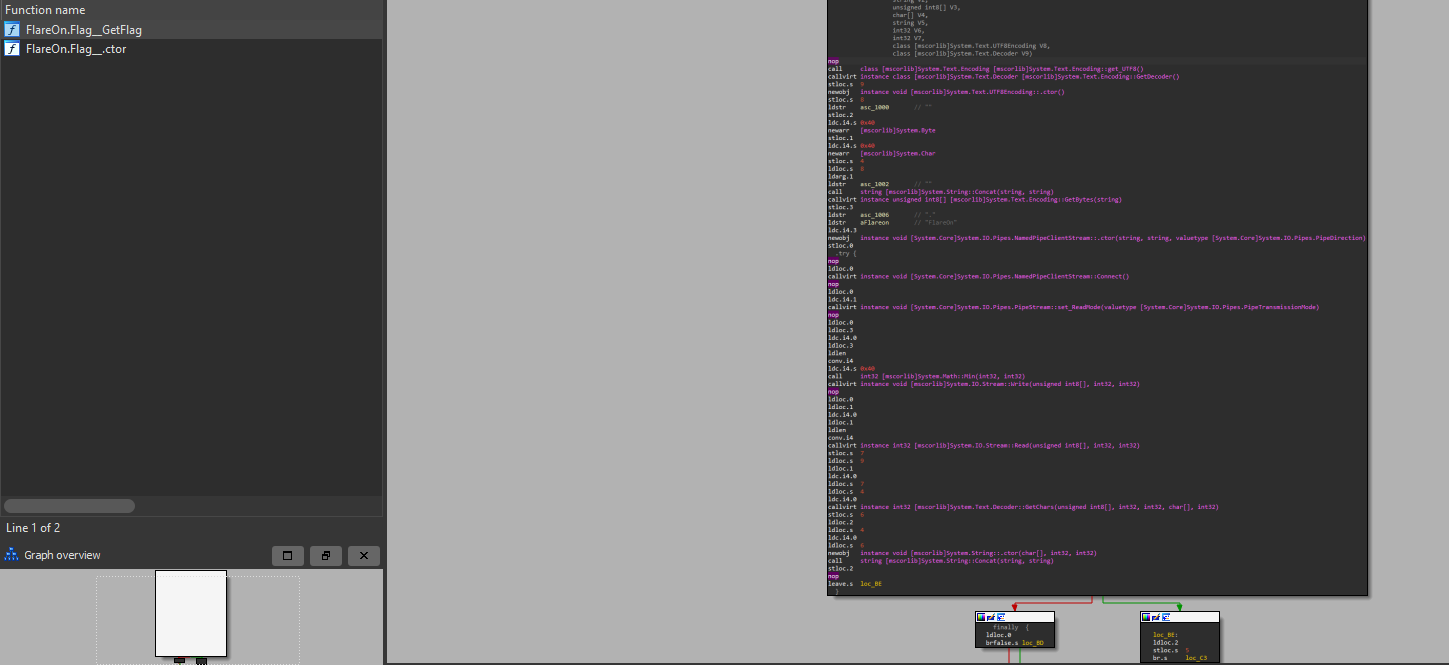 Function name
FlareOn.Flag__GetFlag
FlareOn.Flag__.ctor
Line 1 of 2
Graph overview
string V2,
unsigned int8[] V3,
char[] V4,
string V5,
int32 V6,
int32 V7,
class [mscorlib]System.Text.UTF8Encoding V8,
class [mscorlib]System.Text.Decoder V9)
nop
call class [mscorlib]System.Text.Encoding [mscorlib]System.Text.Encoding::get_UTF8()
callvirt instance class [mscorlib]System.Text.Decoder [mscorlib]System.Text.Encoding::GetDecoder()
stloc.s 9
newobj instance void [mscorlib]System.Text.UTF8Encoding::.ctor()
stloc.s 8
ldstr asc_1000 // ""
stloc.2
ldc.i4.s 0x40
newarr [mscorlib]System.Byte
stloc.1
ldc.i4.s 0x40
newarr [mscorlib]System.Char
stloc.s 4
ldloc.s 8
ldarg.1
ldstr asc_1002 // ""
call string [mscorlib]System.String::Concat(string, string)
callvirt instance unsigned int8[] [mscorlib]System.Text.Encoding::GetBytes(string)
stloc.3
ldstr asc_1006 // "."
ldstr aFlareon // "FlareOn"
ldc.i4.3
newobj instance void [System.Core]System.IO.Pipes.NamedPipeClientStream::.ctor(string, string, valuetype [System.Core]System.IO.Pipes.PipeDirection)
stloc.0
.try {
nop
ldloc.0
callvirt instance void [System.Core]System.IO.Pipes.NamedPipeClientStream::Connect()
nop
ldloc.0
ldc.i4.1
callvirt instance void [System.Core]System.IO.Pipes.PipeStream::set_ReadMode(valuetype [System.Core]System.IO.Pipes.PipeTransmissionMode)
nop
ldloc.0
ldloc.3
ldc.i4.0
ldloc.3
ldlen
conv.i4
ldc.i4.s 0x40
call int32 [mscorlib]System.Math::Min(int32, int32)
callvirt instance void [mscorlib]System.IO.Stream::Write(unsigned int8[], int32, int32)
nop
ldloc.0
ldloc.1
ldc.i4.0
ldloc.1
ldlen
conv.i4
callvirt instance int32 [mscorlib]System.IO.Stream::Read(unsigned int8[], int32, int32)
stloc.s 7
ldloc.s 9
ldloc.1
ldc.i4.0
ldloc.s 7
ldloc.s 4
ldc.i4.0
callvirt instance int32 [mscorlib]System.Text.Decoder::GetChars(unsigned int8[], int32, int32, char[], int32)
stloc.s 6
ldloc.2
ldloc.s 4
ldc.i4.0
ldloc.s 6
newobj instance void [mscorlib]System.String::.ctor(char[], int32, int32)
call string [mscorlib]System.String::Concat(string, string)
stloc.2
nop
leave.s loc_BE
}
finally {
ldloc.0
brfalse.s loc_BD
loc_BE:
ldloc.2
stloc.s 5
br.s loc_C3